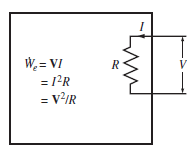 I
Ẇₑ = VI
= I²R
= V²/R
R
V